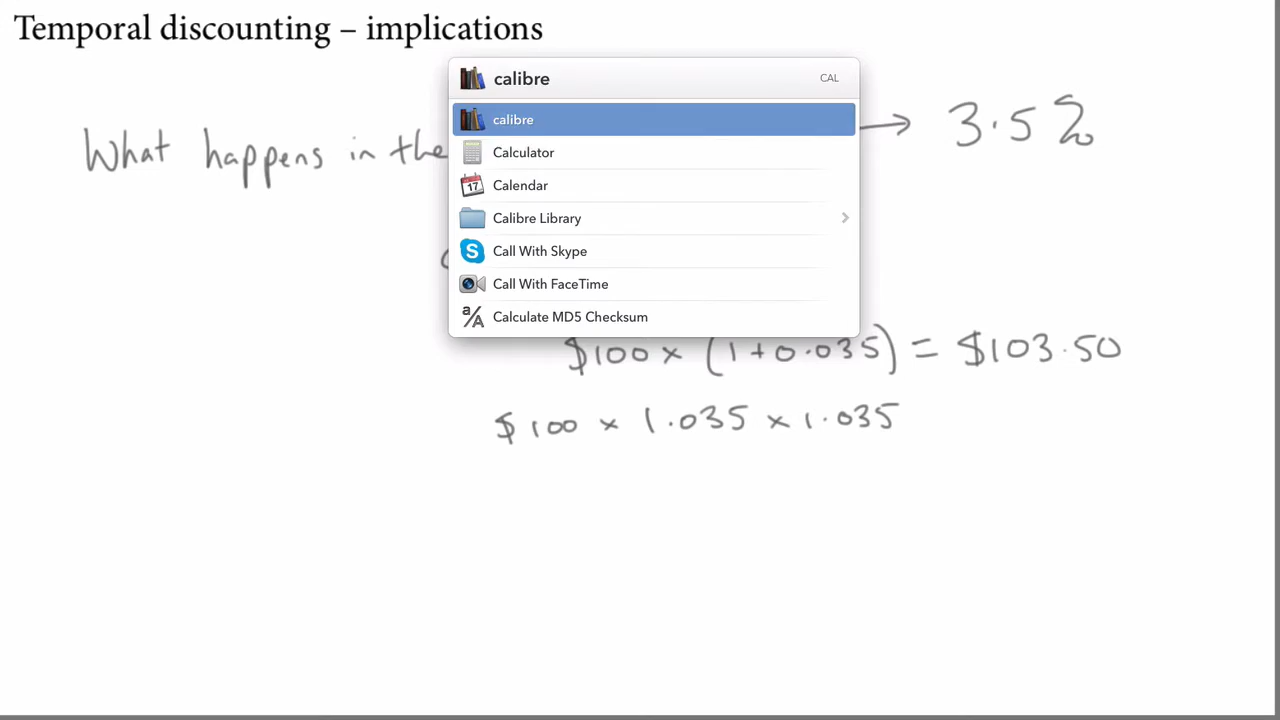 Temporal discounting – implications
calibre CAL
calibre
Calculator
17 Calendar
Calibre Library
S Call With Skype
Call With FaceTime
a/A Calculate MD5 Checksum
What happens in the → 3.5%
$100 × (1+0.035) = $103.50
$100 × 1.035 × 1.035